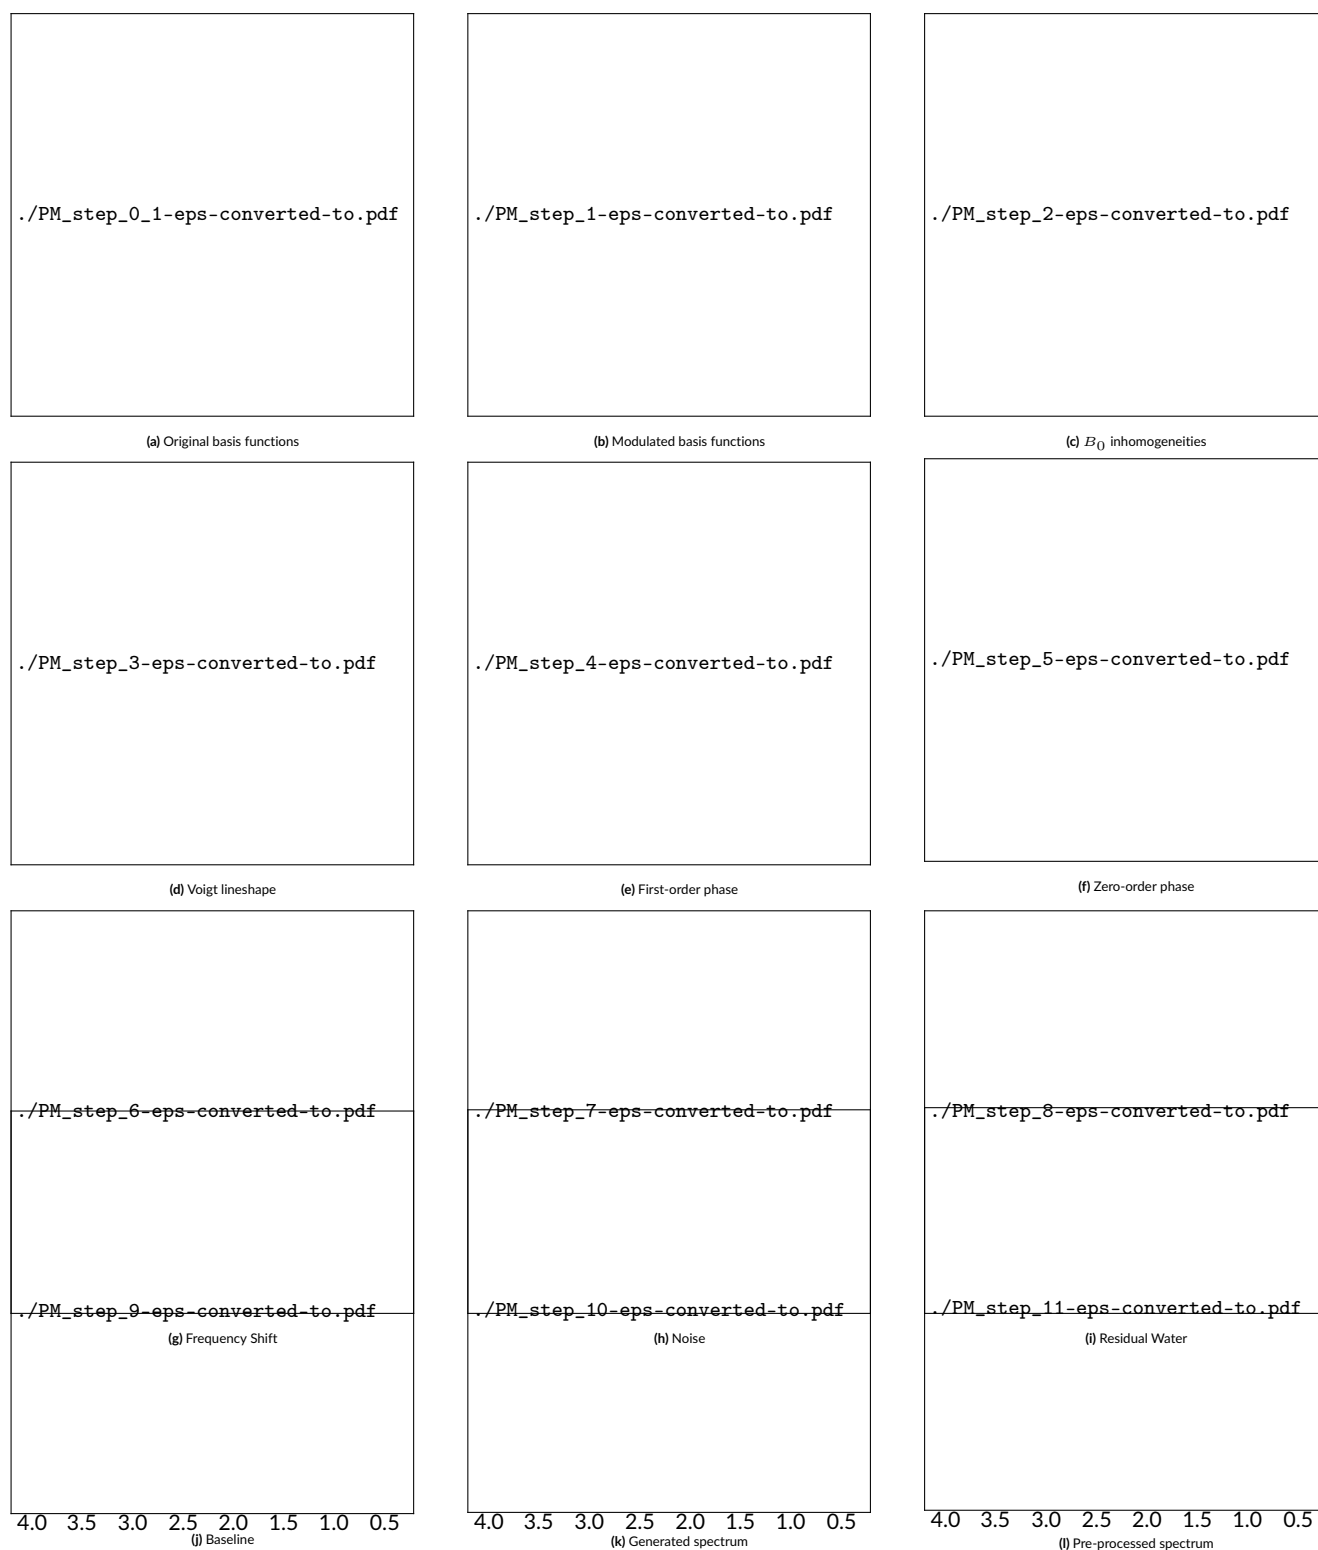 ./PM_step_0_1-eps-converted-to.pdf
./PM_step_1-eps-converted-to.pdf
./PM_step_2-eps-converted-to.pdf
(a) Original basis functions
(b) Modulated basis functions
(c) B0 inhomogeneities
./PM_step_3-eps-converted-to.pdf
./PM_step_4-eps-converted-to.pdf
./PM_step_5-eps-converted-to.pdf
(d) Voigt lineshape
(e) First-order phase
(f) Zero-order phase
./PM_step_6-eps-converted-to.pdf
./PM_step_7-eps-converted-to.pdf
./PM_step_8-eps-converted-to.pdf
./PM_step_9-eps-converted-to.pdf
./PM_step_10-eps-converted-to.pdf
./PM_step_11-eps-converted-to.pdf
(g) Frequency Shift
(h) Noise
(i) Residual Water
4.0 3.5 3.0 2.5 2.0 1.5 1.0 0.5
4.0 3.5 3.0 2.5 2.0 1.5 1.0 0.5
4.0 3.5 3.0 2.5 2.0 1.5 1.0 0.5
(j) Baseline
(k) Generated spectrum
(l) Pre-processed spectrum